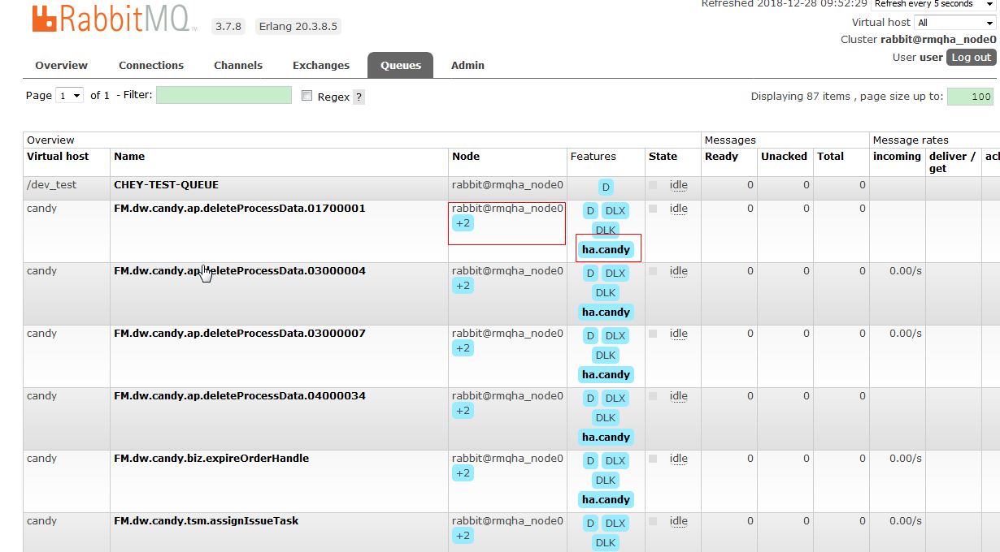 Refreshed 2018-12-28 09:52:29 Refresh every 5 seconds
RabbitMQ TM 3.7.8 Erlang 20.3.8.5
Virtual host All
Cluster rabbit@rmqha_node0
User user Log out
Overview Connections Channels Exchanges Queues Admin
Page 1 of 1 - Filter: Regex ? Displaying 87 items , page size up to: 100
Overview Messages Message rates
Virtual host Name Node Features State Ready Unacked Total incoming deliver / get ack
/dev_test CHEY-TEST-QUEUE rabbit@rmqha_node0 D idle 0 0 0
candy FM.dw.candy.ap.deleteProcessData.01700001 rabbit@rmqha_node0 D DLX idle 0 0 0
+2 DLK
ha.candy
candy FM.dw.candy.ap.deleteProcessData.03000004 rabbit@rmqha_node0 D DLX idle 0 0 0 0.00/s
+2 DLK
ha.candy
candy FM.dw.candy.ap.deleteProcessData.03000007 rabbit@rmqha_node0 D DLX idle 0 0 0 0.00/s
+2 DLK
ha.candy
candy FM.dw.candy.ap.deleteProcessData.04000034 rabbit@rmqha_node0 D DLX idle 0 0 0
+2 DLK
ha.candy
candy FM.dw.candy.biz.expireOrderHandle rabbit@rmqha_node0 D DLX idle 0 0 0 0.00/s
+2 DLK
ha.candy
candy FM.dw.candy.tsm.assignIssueTask rabbit@rmqha_node0 D DLX idle 0 0 0 0.00/s
+2 DLK